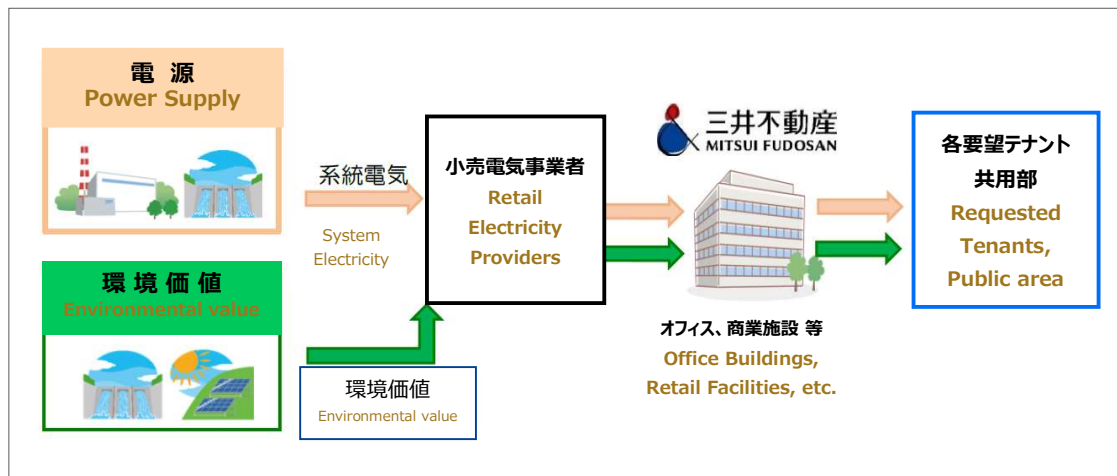 電 源
Power Supply
環 境 価 値
Environmental value
系統電気
System
Electricity
環境価値
Environmental value
小売電気事業者
Retail
Electricity
Providers
三井不動産
MITSUI FUDOSAN
オフィス、商業施設 等
Office Buildings,
Retail Facilities, etc.
各要望テナント
共用部
Requested
Tenants,
Public area